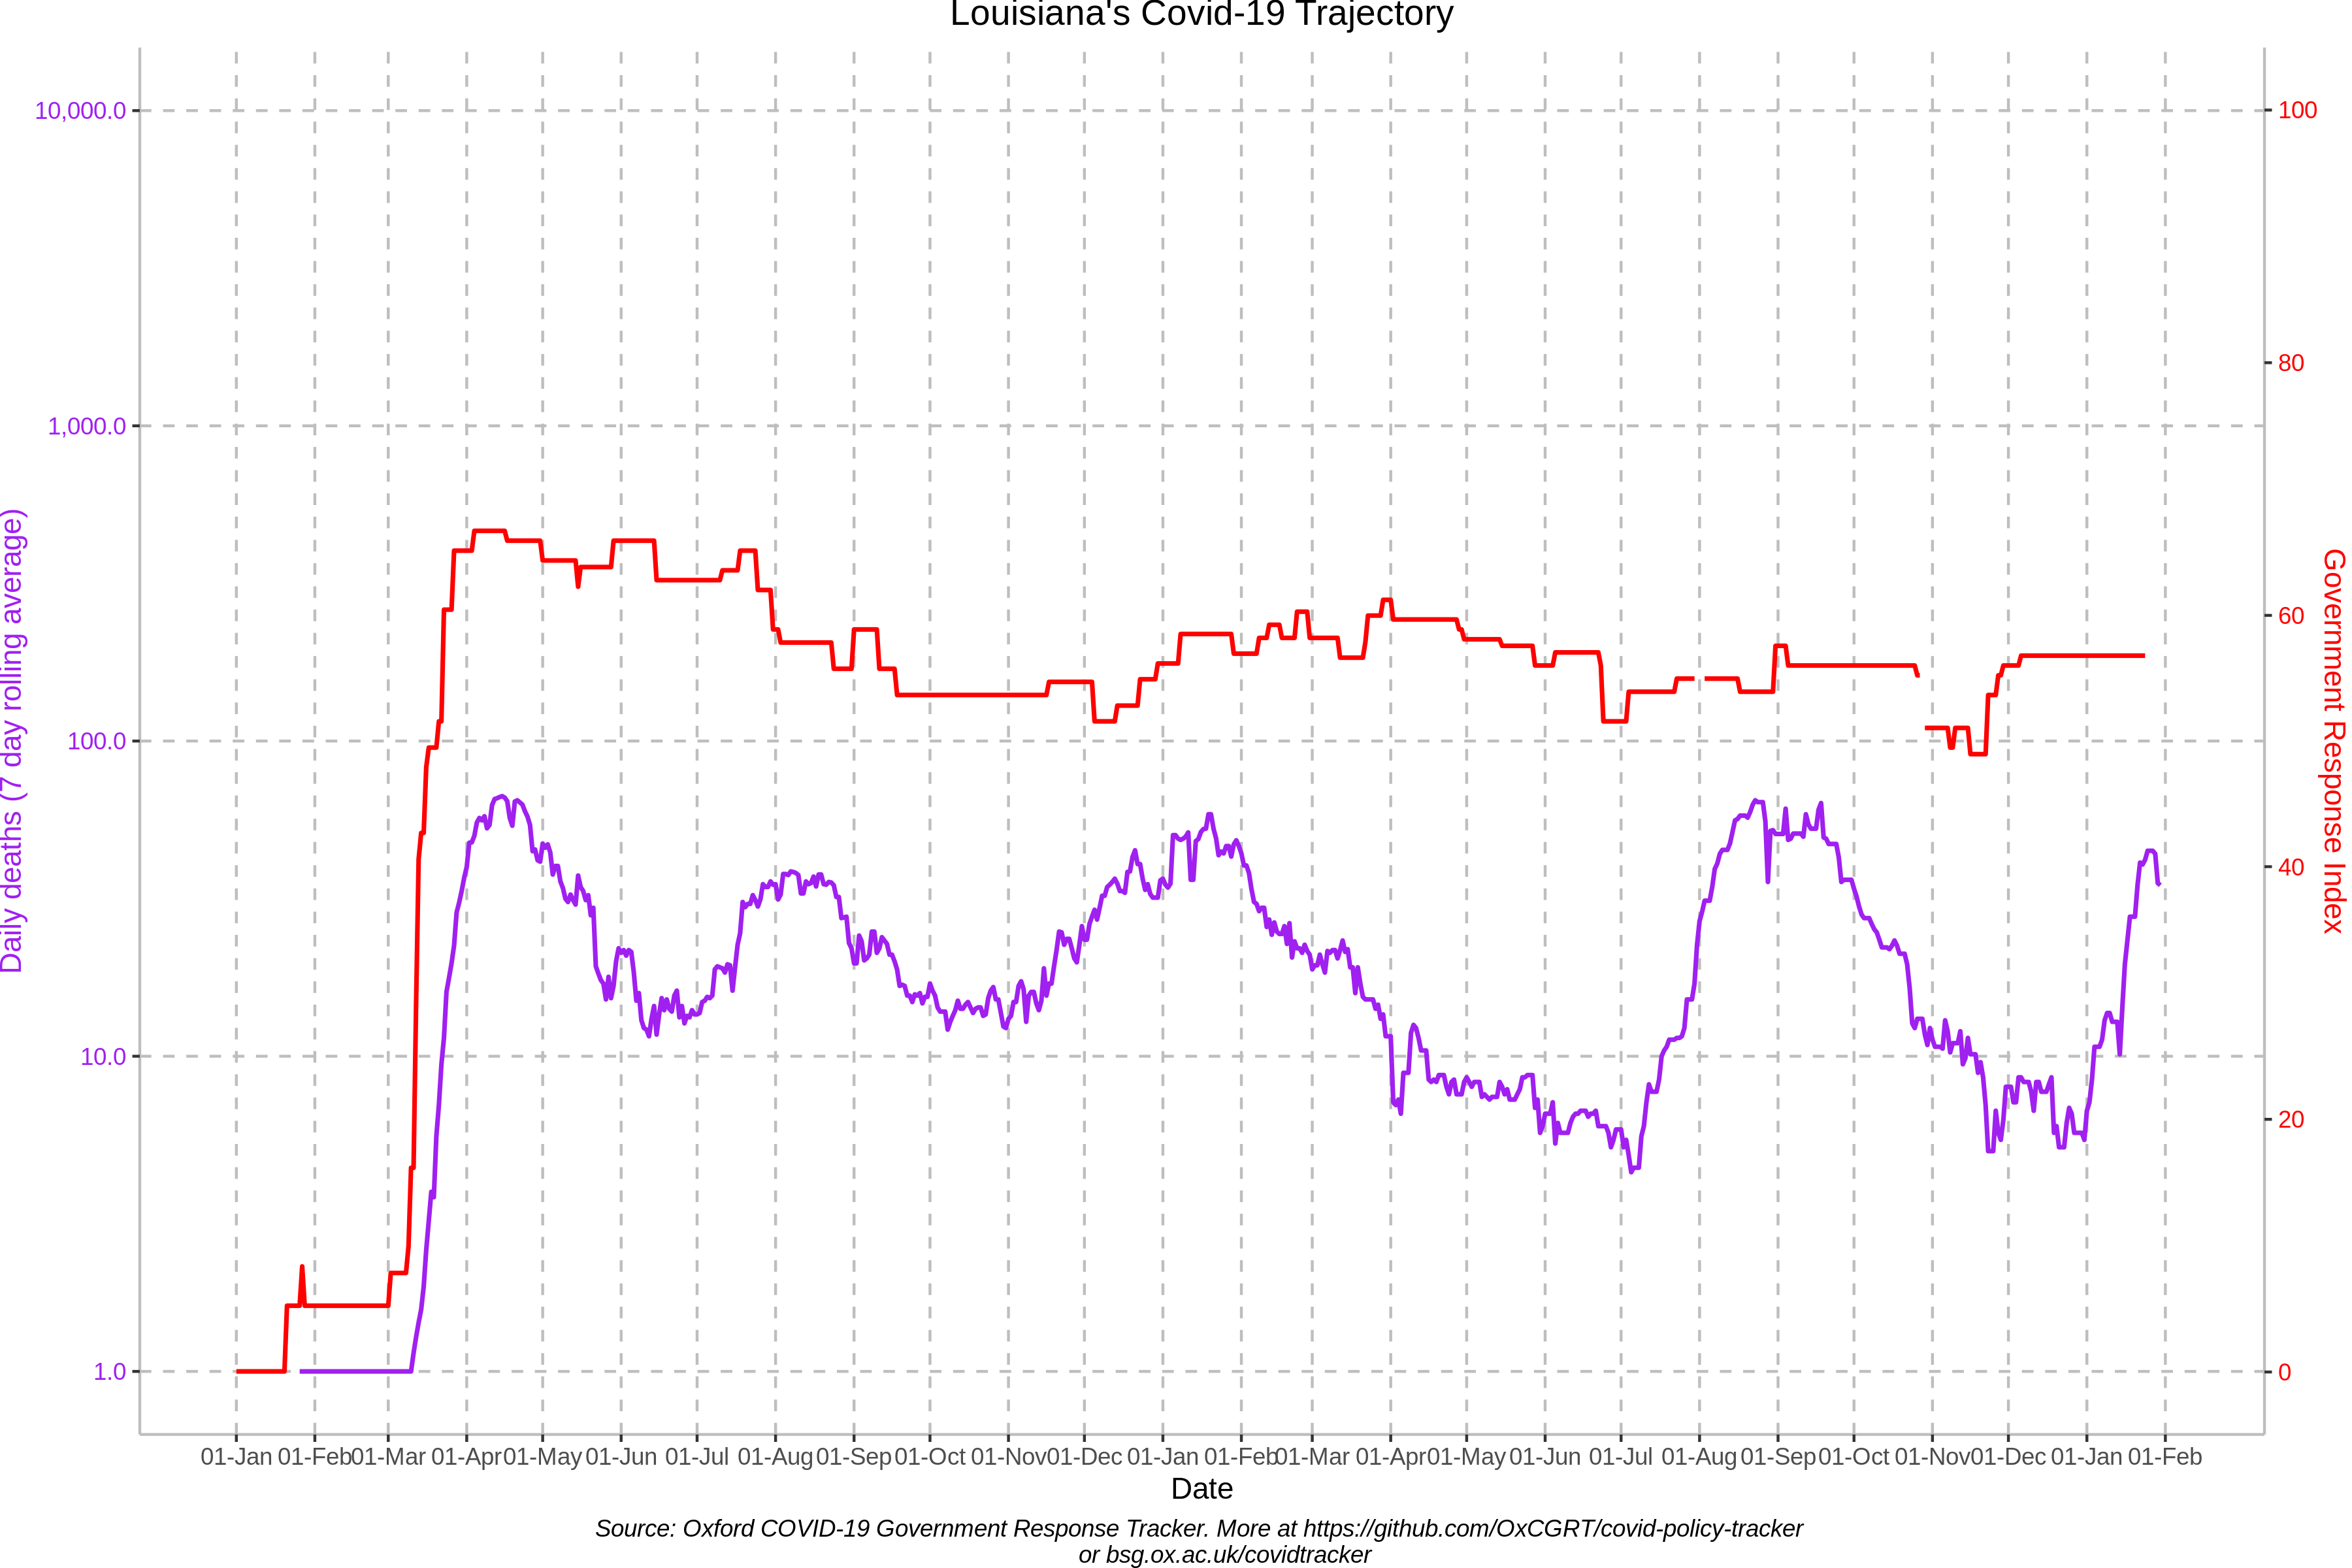 Louisiana's Covid-19 Trajectory
10,000.0
1,000.0
100.0
10.0
1.0
Daily deaths (7 day rolling average)
100
80
60
40
20
0
Government Response Index
01-Jan 01-Feb 01-Mar 01-Apr 01-May 01-Jun 01-Jul 01-Aug 01-Sep 01-Oct 01-Nov 01-Dec 01-Jan 01-Feb 01-Mar 01-Apr 01-May 01-Jun 01-Jul 01-Aug 01-Sep 01-Oct 01-Nov 01-Dec 01-Jan 01-Feb
Date
Source: Oxford COVID-19 Government Response Tracker. More at https://github.com/OxCGRT/covid-policy-tracker
or bsg.ox.ac.uk/covidtracker